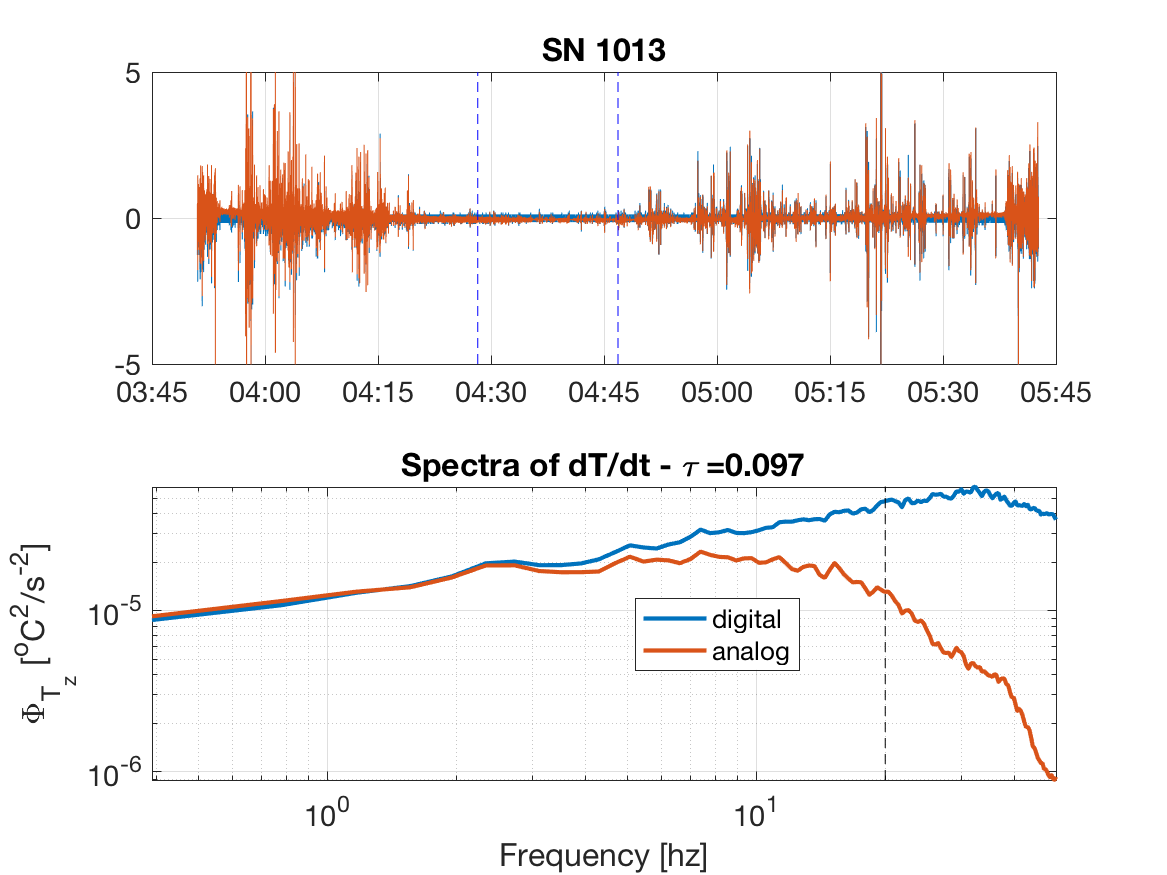 SN 1013
5
0
-5
03:45 04:00 04:15 04:30 04:45 05:00 05:15 05:30 05:45
Spectra of dT/dt - τ =0.097
Φ_{T_z} [°C²/s⁻²]
10⁻⁵
10⁻⁶
digital
analog
10⁰ 10¹
Frequency [hz]